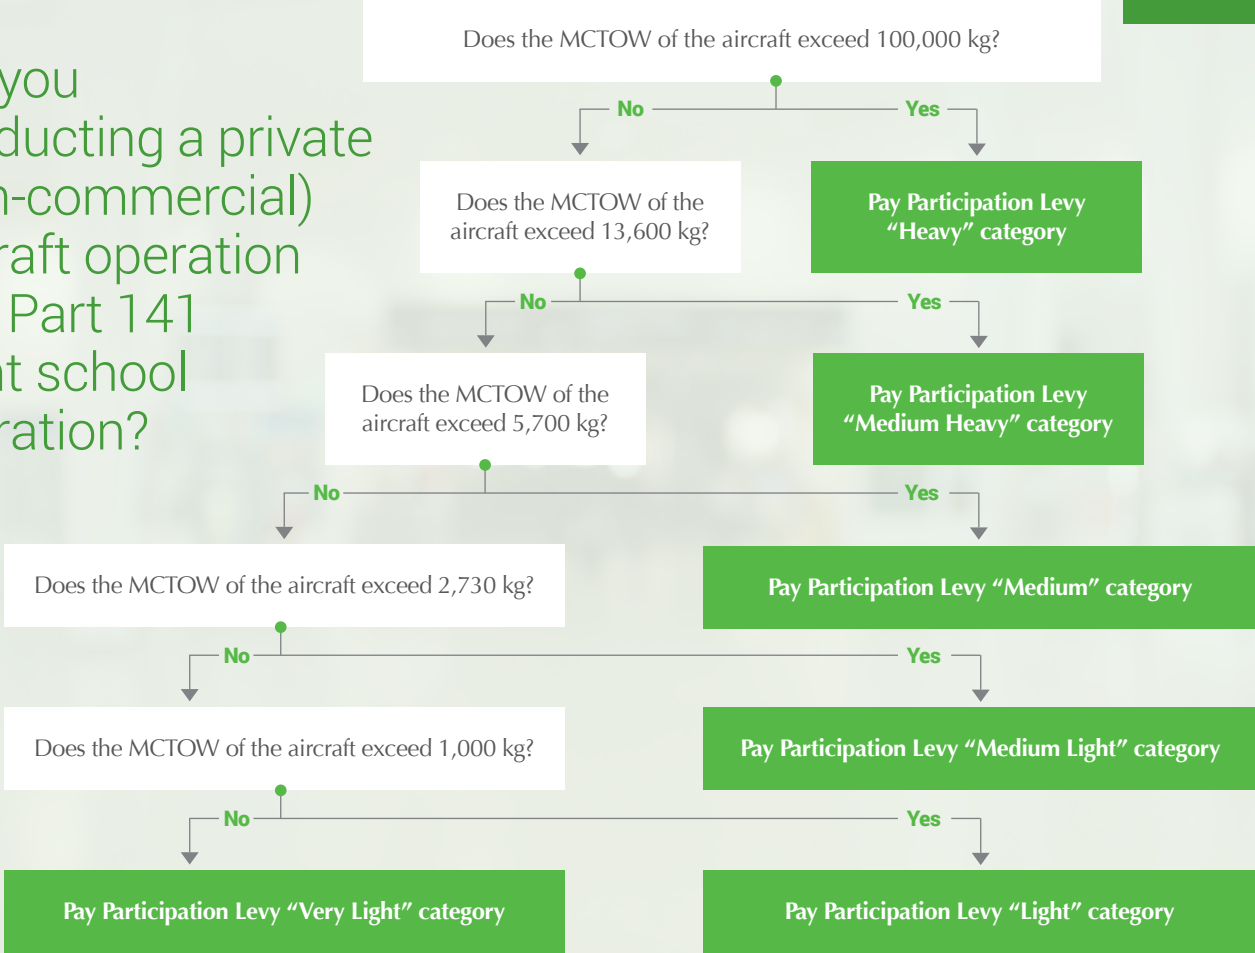 Does the MCTOW of the aircraft exceed 100,000 kg?
you
ducting a private
-commercial)
raft operation
Part 141
t school
ration?
No
Yes
Does the MCTOW of the
aircraft exceed 13,600 kg?
Pay Participation Levy
“Heavy” category
No
Yes
Does the MCTOW of the
aircraft exceed 5,700 kg?
Pay Participation Levy
“Medium Heavy” category
No
Yes
Does the MCTOW of the aircraft exceed 2,730 kg?
Pay Participation Levy “Medium” category
No
Yes
Does the MCTOW of the aircraft exceed 1,000 kg?
Pay Participation Levy “Medium Light” category
No
Yes
Pay Participation Levy “Very Light” category
Pay Participation Levy “Light” category